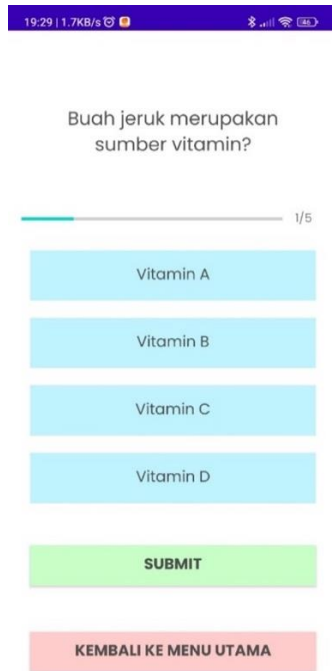 19:29 | 1.7KB/s
46
Buah jeruk merupakan
sumber vitamin?
1/5
Vitamin A
Vitamin B
Vitamin C
Vitamin D
SUBMIT
KEMBALI KE MENU UTAMA